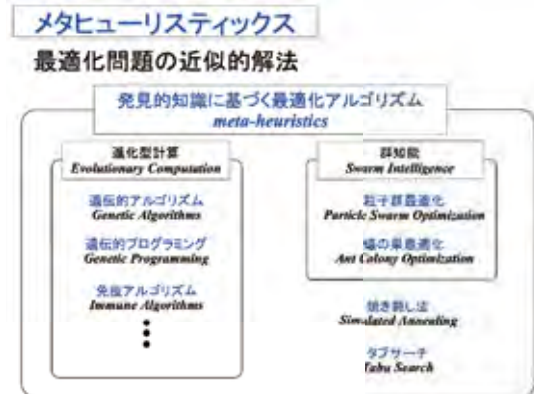 メタヒューリスティックス
最適化問題の近似的解法
発見的知識に基づく最適化アルゴリズム
meta-heuristics
進化型計算
Evolutionary Computation
遺伝的アルゴリズム
Genetic Algorithms
遺伝的プログラミング
Genetic Programming
免疫アルゴリズム
Immune Algorithms
群知能
Swarm Intelligence
粒子群最適化
Particle Swarm Optimization
蟻の巣最適化
Ant Colony Optimization
焼き鈍し法
Simulated Annealing
タブサーチ
Tabu Search